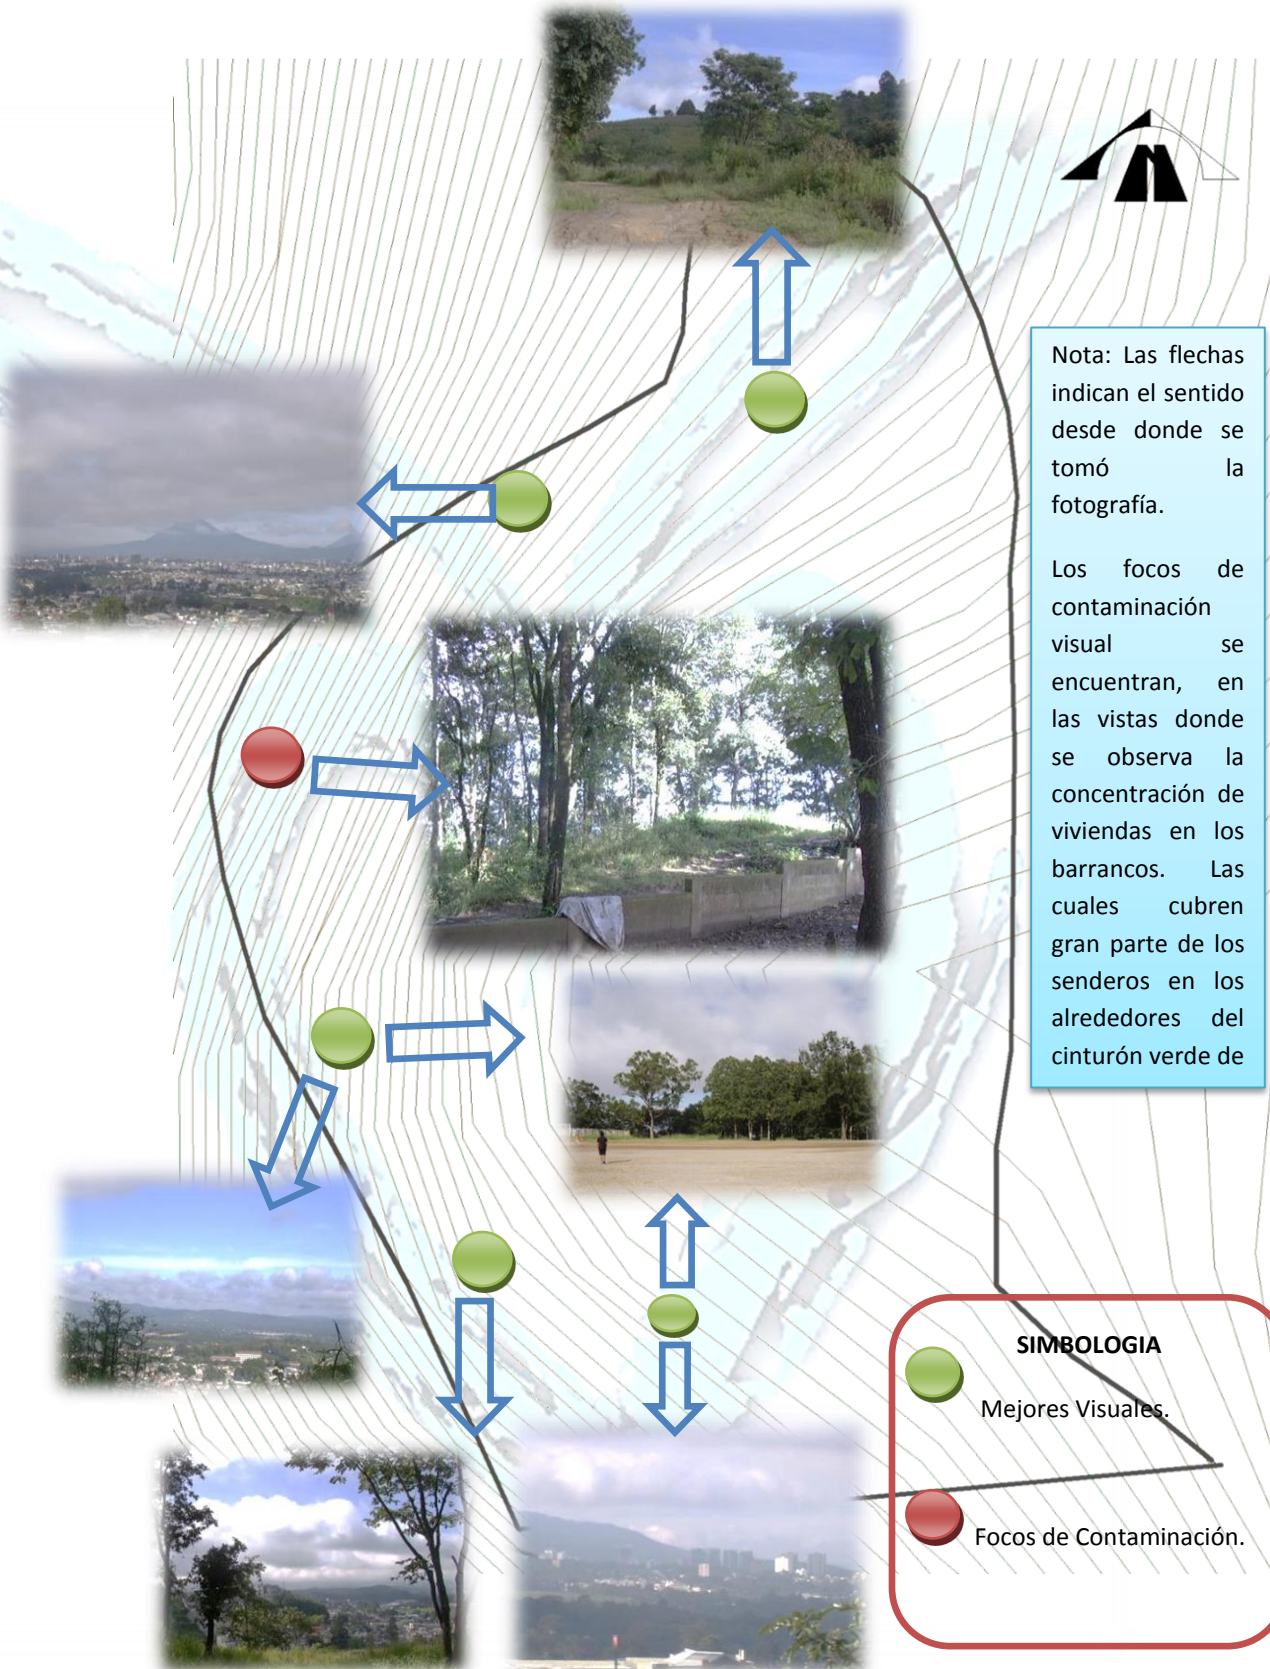 Nota: Las flechas
indican el sentido
desde donde se
tomó la
fotografía.
Los focos de
contaminación
visual se
encuentran, en
las vistas donde
se observa la
concentración de
viviendas en los
barrancos. Las
cuales cubren
gran parte de los
senderos en los
alrededores del
cinturón verde de
SIMBOLOGIA
Mejores Visuales.
Focos de Contaminación.